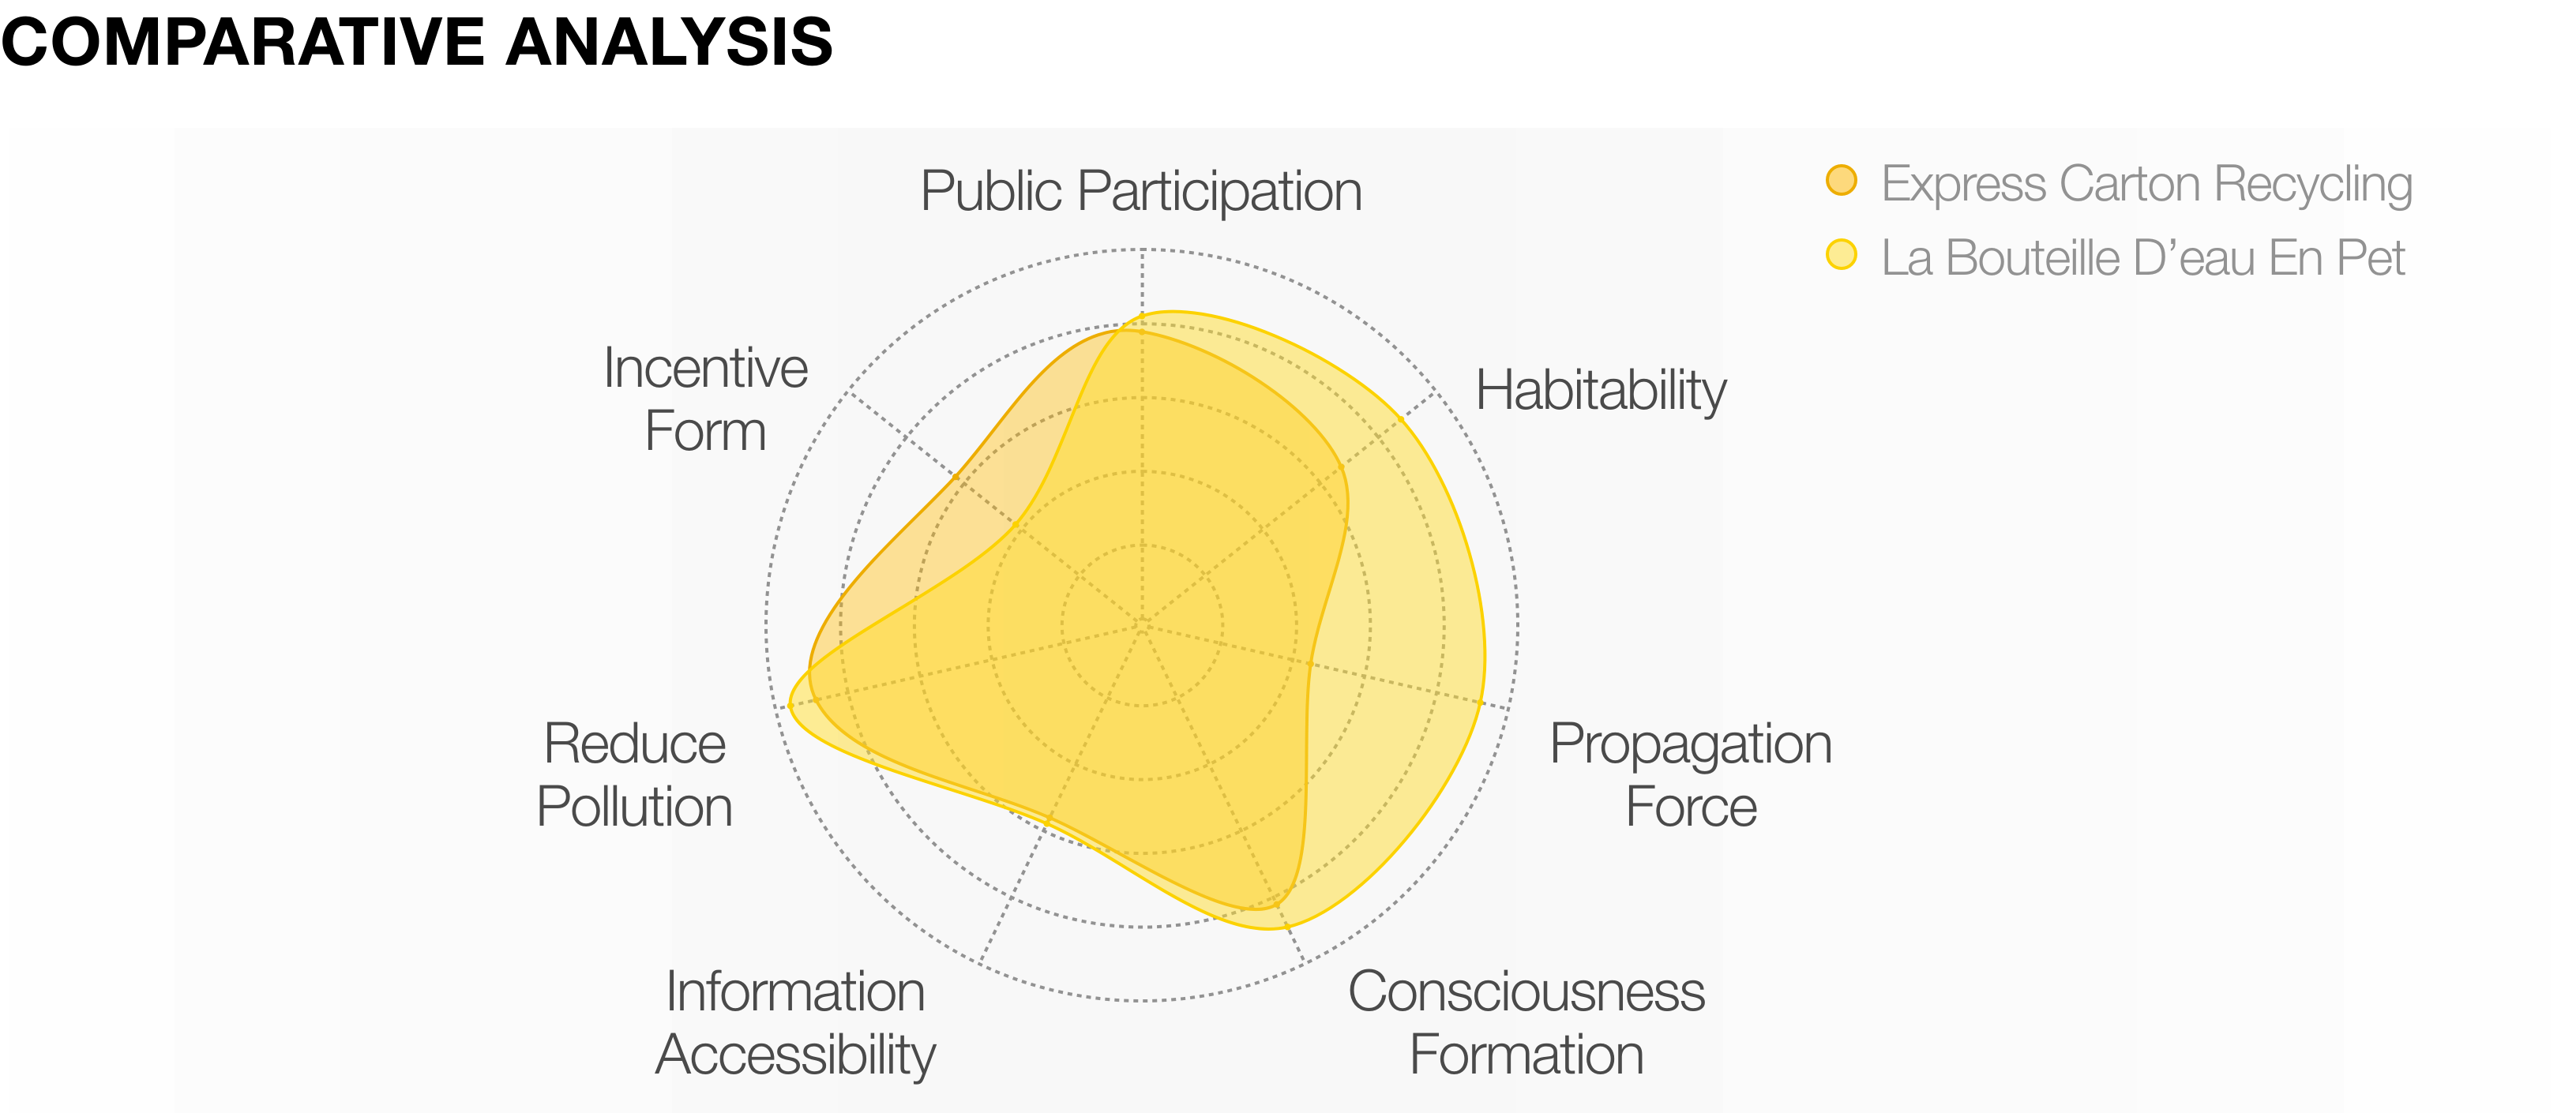 COMPARATIVE ANALYSIS
Express Carton Recycling
La Bouteille D’eau En Pet
Public Participation
Incentive
Form
Habitability
Reduce
Pollution
Propagation
Force
Information
Accessibility
Consciousness
Formation